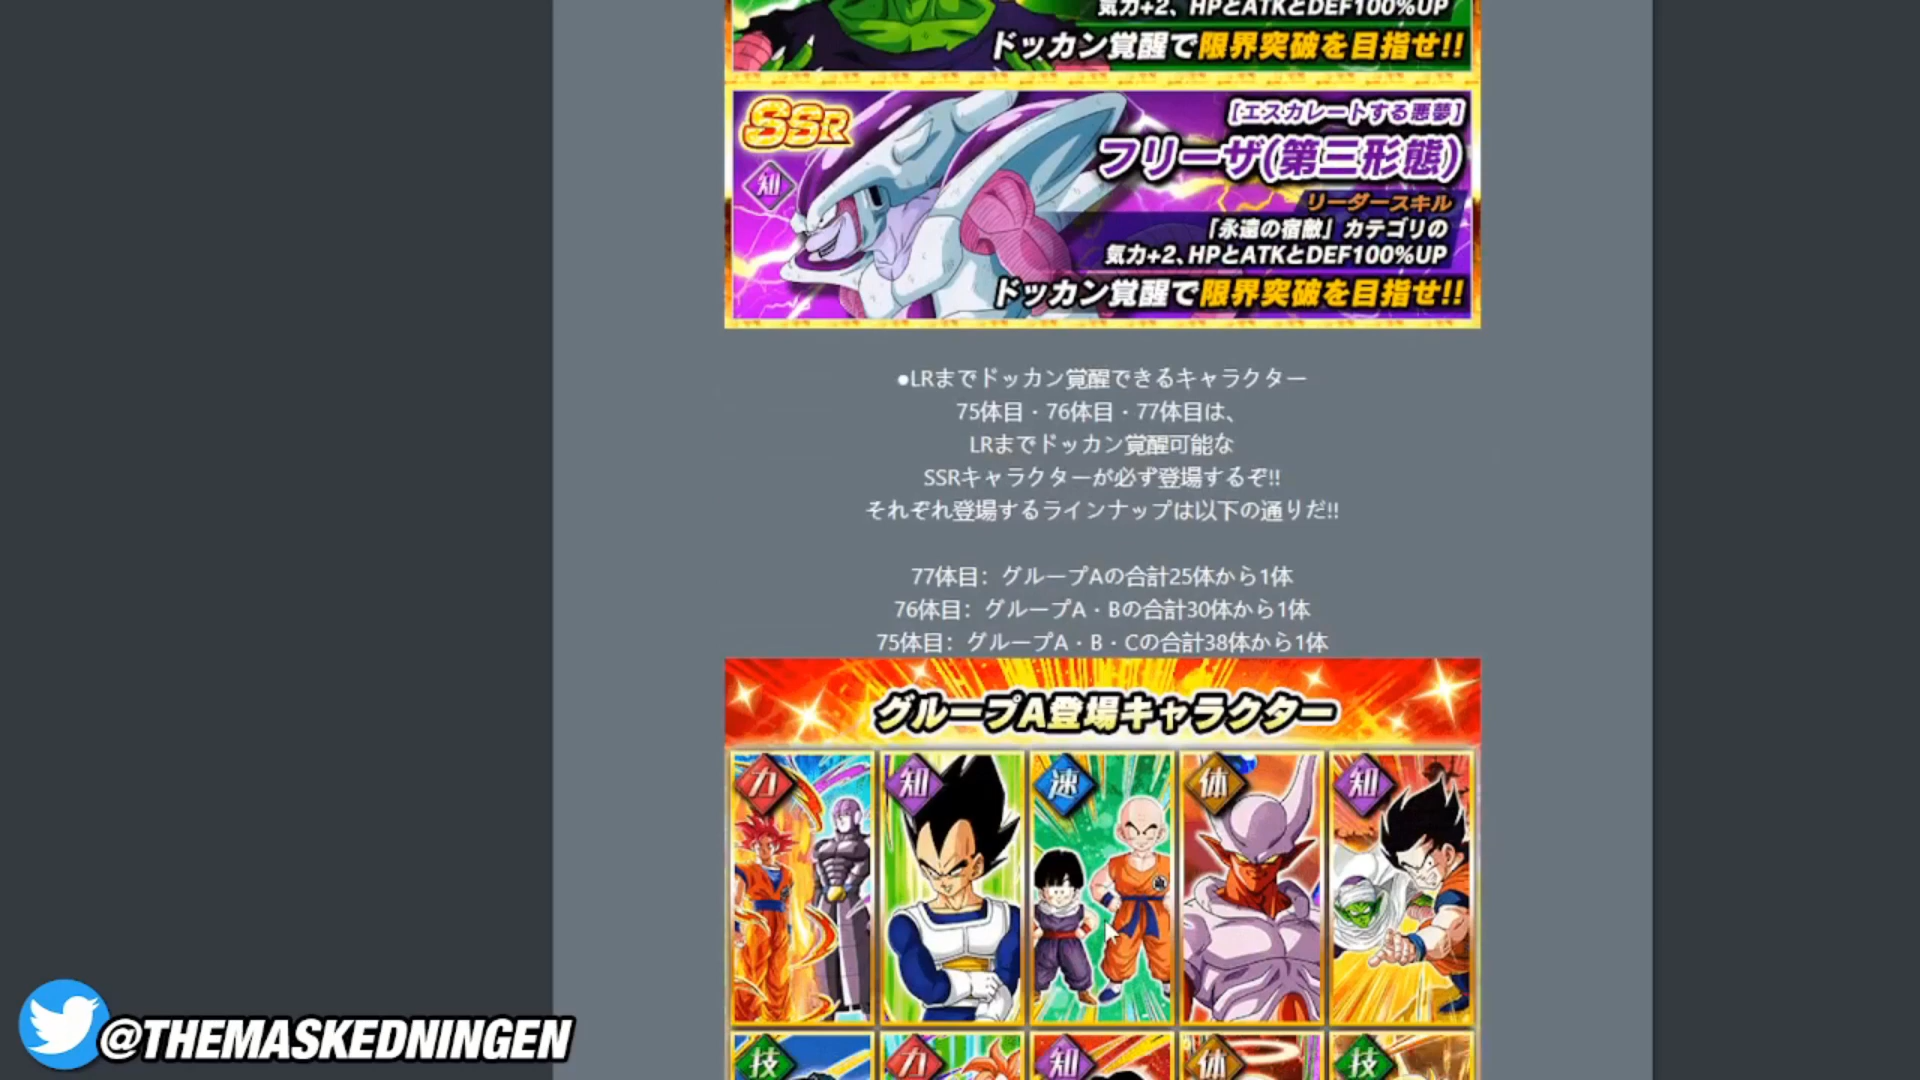 気力+2、HPとATKとDEF100%UP
ドッカン覚醒で限界突破を目指せ!!
SSR
[エスカレートする悪夢]
知
フリーザ(第三形態)
リーダースキル
「永遠の宿敵」カテゴリの
気力+2、HPとATKとDEF100%UP
ドッカン覚醒で限界突破を目指せ!!
●LRまでドッカン覚醒できるキャラクター
75体目・76体目・77体目は、
LRまでドッカン覚醒可能な
SSRキャラクターが必ず登場するぞ!!
それぞれ登場するラインナップは以下の通りだ!!
77体目：グループAの合計25体から1体
76体目：グループA・Bの合計30体から1体
75体目：グループA・B・Cの合計38体から1体
グループA登場キャラクター
力 知 速 体 知
技 力 知 体 技
@THEMASKEDNINGEN